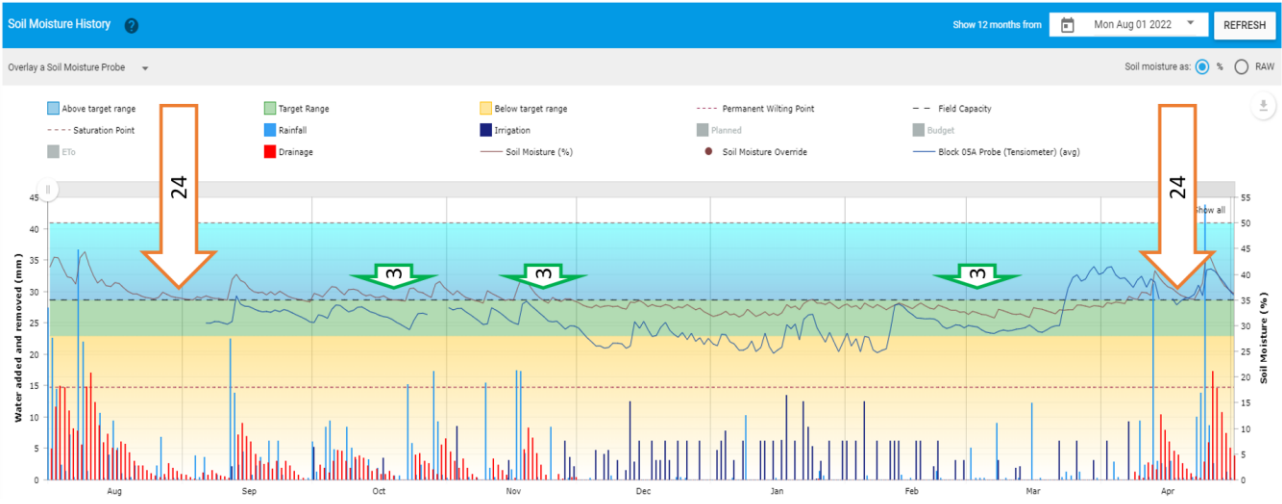 Soil Moisture History ?
Show 12 months from Mon Aug 01 2022 REFRESH
Overlay a Soil Moisture Probe
Soil moisture as: % RAW
Above target range Target Range Below target range Permanent Wilting Point Field Capacity
Saturation Point Rainfall Irrigation Planned Budget
ETo Drainage Soil Moisture (%) Soil Moisture Override Block 05A Probe (Tensiometer) (avg)
24
3
3
3
24
Show all
Water added and removed (mm)
45
40
35
30
25
20
15
10
5
0
Soil Moisture (%)
55
50
45
40
35
30
25
20
15
10
5
0
Aug Sep Oct Nov Dec Jan Feb Mar Apr